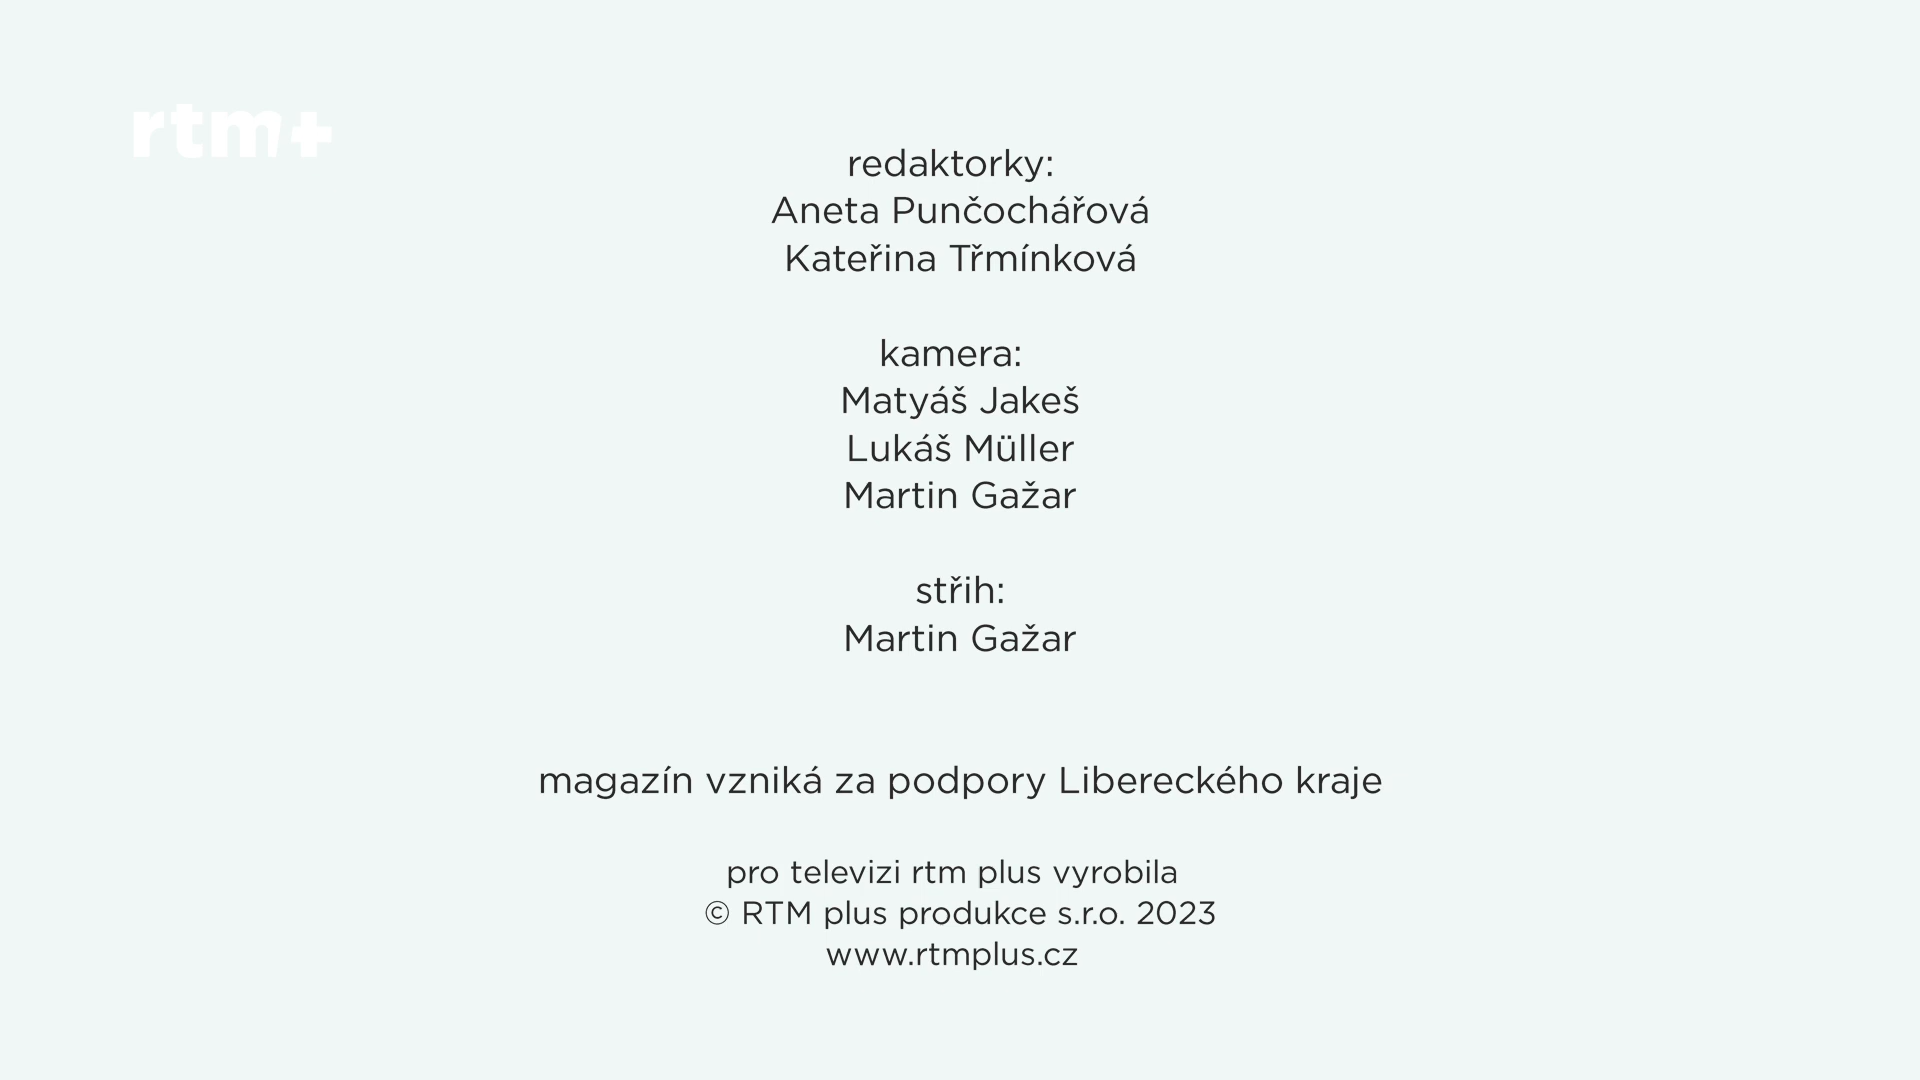 rtm+
redaktorky:
Aneta Punčochářová
Kateřina Třmínková
kamera:
Matyáš Jakeš
Lukáš Müller
Martin Gažar
střih:
Martin Gažar
magazín vzniká za podpory Libereckého kraje
pro televizi rtm plus vyrobila
© RTM plus produkce s.r.o. 2023
www.rtmplus.cz